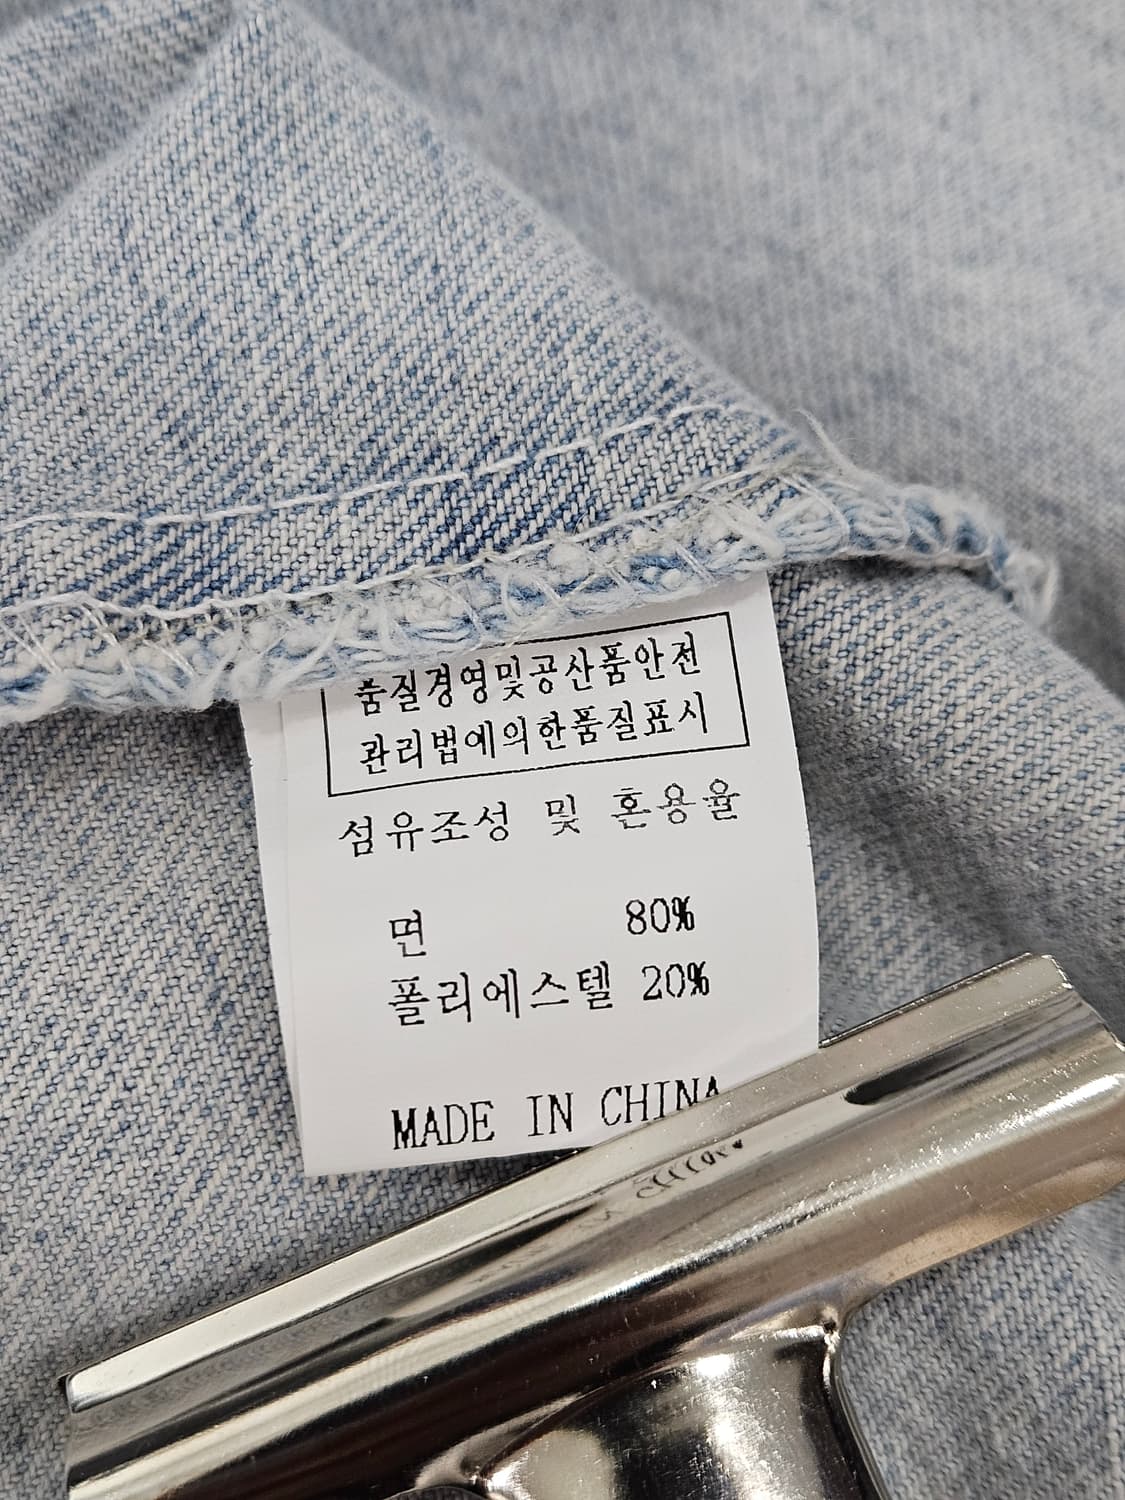 품질경영및공산품안전
관리법에의한품질표시
섬유조성 및 혼용율
면 80%
폴리에스텔 20%
MADE IN CHINA